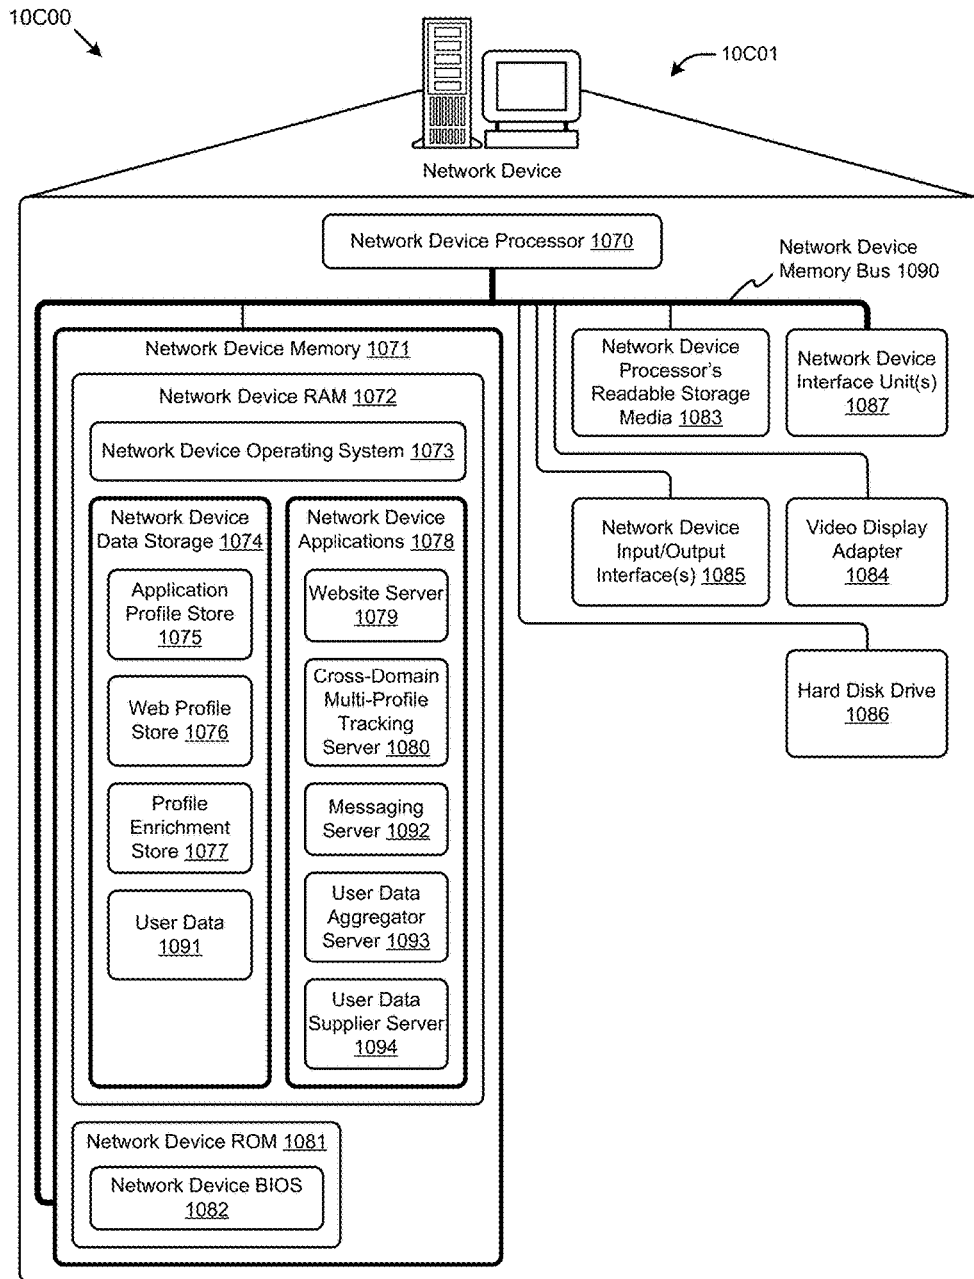 10C00
10C01
Network Device
Network Device Processor 1070
Network Device
Memory Bus 1090
Network Device Memory 1071
Network Device RAM 1072
Network Device Operating System 1073
Network Device
Data Storage 1074
Application
Profile Store
1075
Web Profile
Store 1076
Profile
Enrichment
Store 1077
User Data
1091
Network Device
Applications 1078
Website Server
1079
Cross-Domain
Multi-Profile
Tracking
Server 1080
Messaging
Server 1092
User Data
Aggregator
Server 1093
User Data
Supplier Server
1094
Network Device ROM 1081
Network Device BIOS
1082
Network Device
Processor's
Readable Storage
Media 1083
Network Device
Interface Unit(s)
1087
Network Device
Input/Output
Interface(s) 1085
Video Display
Adapter
1084
Hard Disk Drive
1086